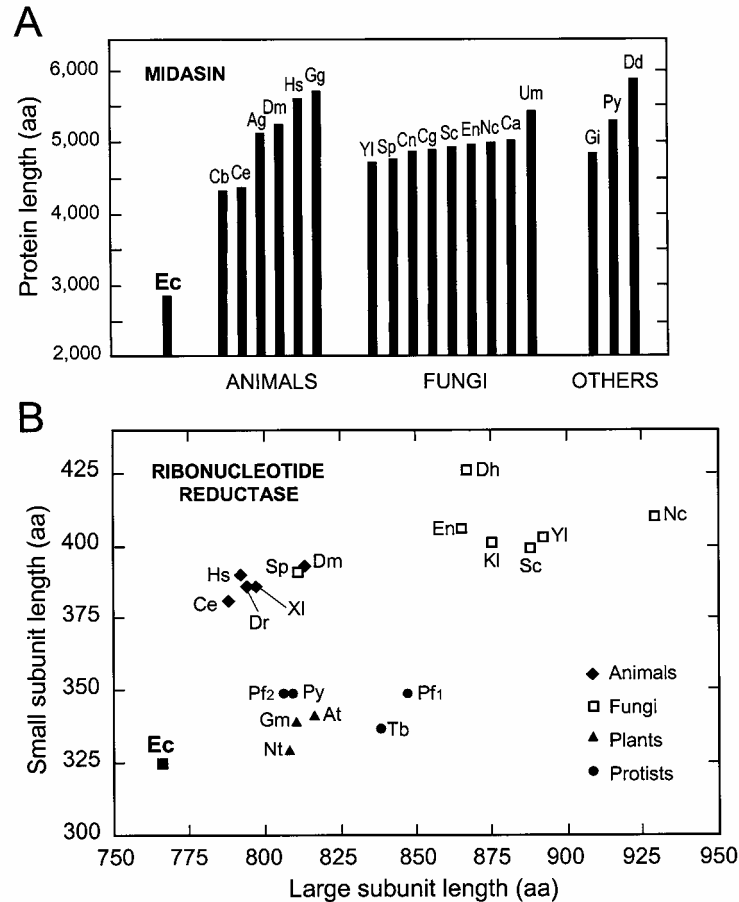 A
MIDASIN
Protein length (aa)
6,000
5,000
4,000
3,000
2,000
Ec
Cb
Ce
Ag
Dm
Hs
Gg
Yl
Sp
Cn
Cg
Sc
En
Nc
Ca
Um
Gi
Py
Dd
ANIMALS
FUNGI
OTHERS
B
RIBONUCLEOTIDE
REDUCTASE
Small subunit length (aa)
425
400
375
350
325
300
Dh
En
Kl
Sc
Yl
Nc
Hs
Sp
Dm
Ce
Dr
Xl
Pf2
Py
Pf1
Gm
At
Tb
Nt
Ec
Animals
Fungi
Plants
Protists
750
775
800
825
850
875
900
925
950
Large subunit length (aa)